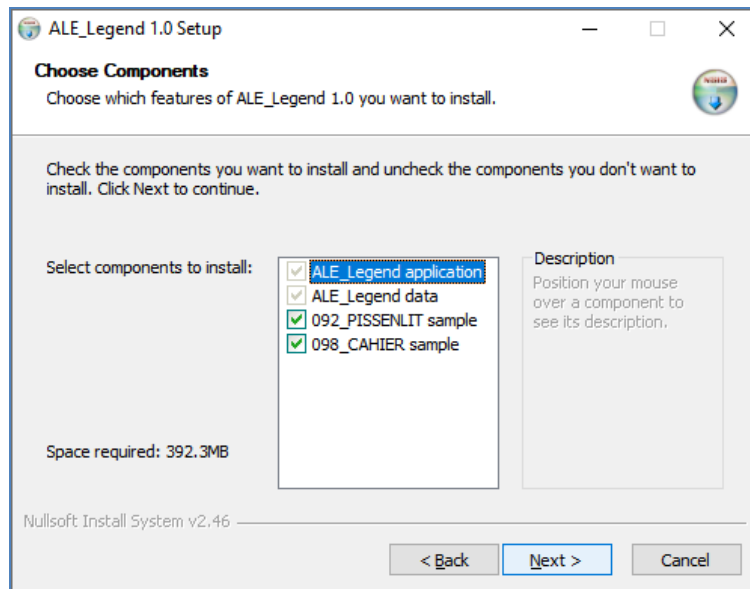 ALE_Legend 1.0 Setup
Choose Components
Choose which features of ALE_Legend 1.0 you want to install.
Check the components you want to install and uncheck the components you don't want to
install. Click Next to continue.
Select components to install:
ALE_Legend application
ALE_Legend data
092_PISSENLIT sample
098_CAHIER sample
Description
Position your mouse
over a component to
see its description.
Space required: 392.3MB
Nullsoft Install System v2.46
< Back
Next >
Cancel